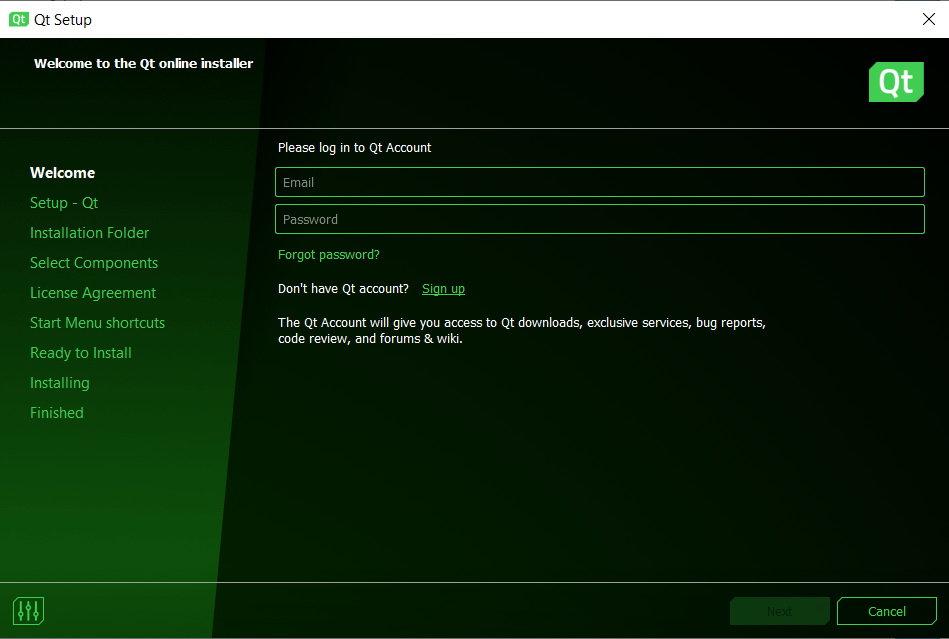 Qt Qt Setup
Welcome to the Qt online installer
Qt
Please log in to Qt Account
Email
Password
Forgot password?
Don't have Qt account? Sign up
The Qt Account will give you access to Qt downloads, exclusive services, bug reports,
code review, and forums & wiki.
Welcome
Setup - Qt
Installation Folder
Select Components
License Agreement
Start Menu shortcuts
Ready to Install
Installing
Finished
Next
Cancel